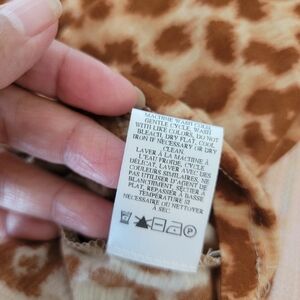 MACHINE WASH COLD
GENTLE CYCLE, WASH
WITH LIKE COLORS, DO NOT
BLEACH, DRY FLAT, COOL
IRON IF NECESSARY OR DRY
CLEAN.
LAVER À LA MACHINE À
L'EAU FROIDE, CYCLE
DÉLICAT, LAVER AVEC DES
COULEURS SIMILAIRES, NE
PAS UTILISER D'AGENT DE
BLANCHIMENT, SÉCHER À
PLAT, REPASSER À BASSE
TEMPÉRATURE SI
NÉCESSAIRE OU NETTOYER
À SEC.